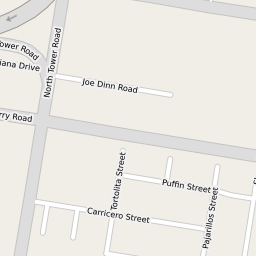 Tower Road
iana Drive
North Tower Road
Joe Dinn Road
rry Road
Tortolita Street
Puffin Street
Carricero Street
Pajarillos Street